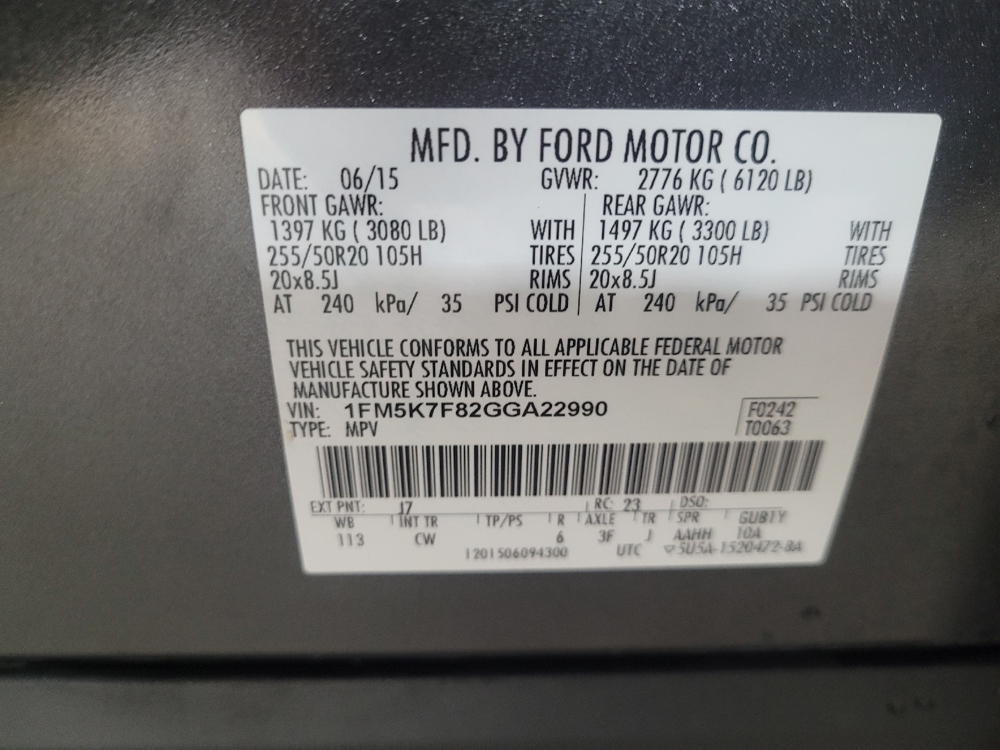 MFD. BY FORD MOTOR CO.
DATE: 06/15 GVWR: 2776 KG ( 6120 LB)
FRONT GAWR: REAR GAWR:
1397 KG ( 3080 LB) WITH 1497 KG ( 3300 LB) WITH
255/50R20 105H TIRES 255/50R20 105H TIRES
20x8.5J RIMS 20x8.5J RIMS
AT 240 kPa/ 35 PSI COLD AT 240 kPa/ 35 PSI COLD
THIS VEHICLE CONFORMS TO ALL APPLICABLE FEDERAL MOTOR
VEHICLE SAFETY STANDARDS IN EFFECT ON THE DATE OF
MANUFACTURE SHOWN ABOVE.
VIN: 1FM5K7F82GGA22990 F0242
TYPE: MPV T0063
EXT PNT: J7 RC: 23 DSO:
WB INT TR TP/PS R AXLE TR SPR GUB1Y
113 CW 6 3F J AAHH 10A
1201506094300 UTC 5U5A-1520472-BA